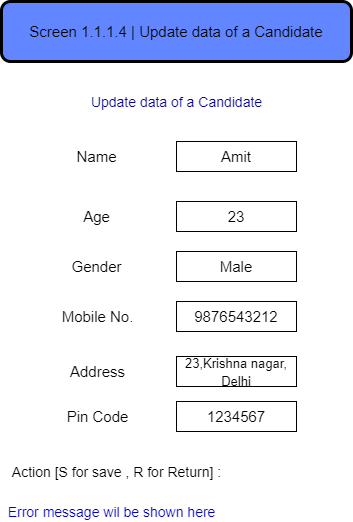 Screen 1.1.1.4 | Update data of a Candidate
Update data of a Candidate
Name Amit
Age 23
Gender Male
Mobile No. 9876543212
Address 23,Krishna nagar,
Delhi
Pin Code 1234567
Action [S for save , R for Return] :
Error message wil be shown here